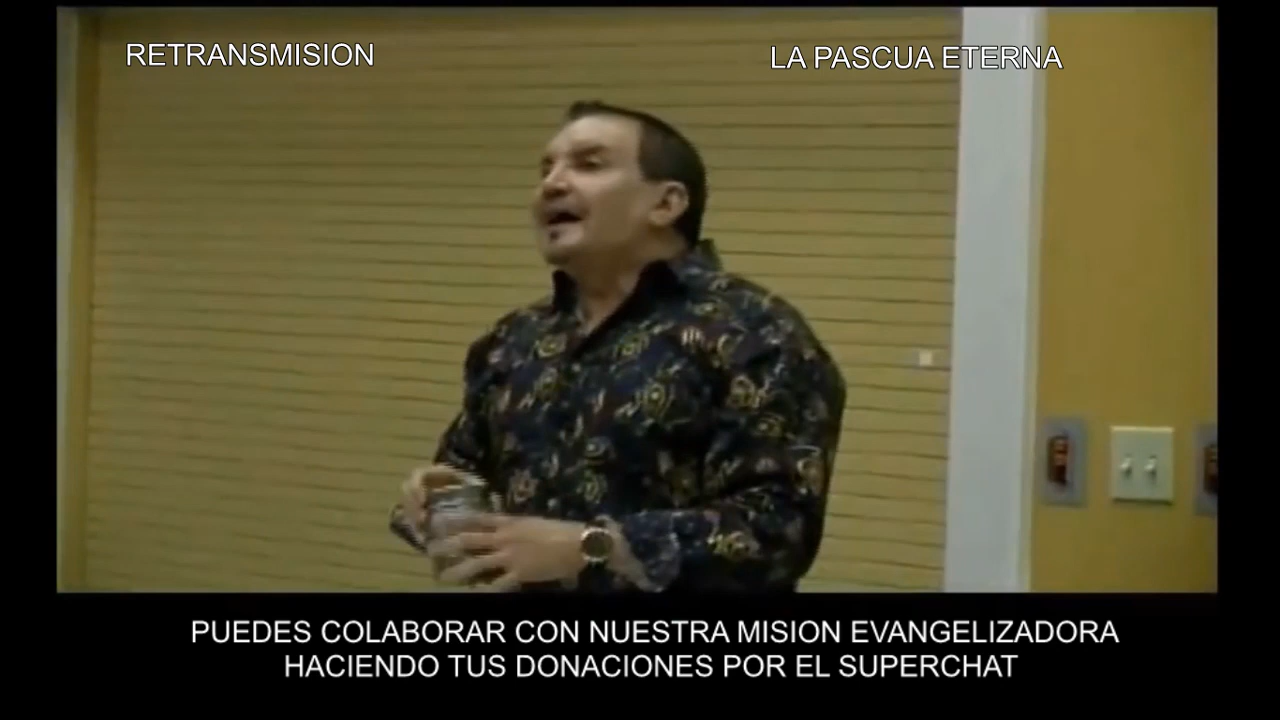 RETRANSMISION
LA PASCUA ETERNA
PUEDES COLABORAR CON NUESTRA MISION EVANGELIZADORA
HACIENDO TUS DONACIONES POR EL SUPERCHAT